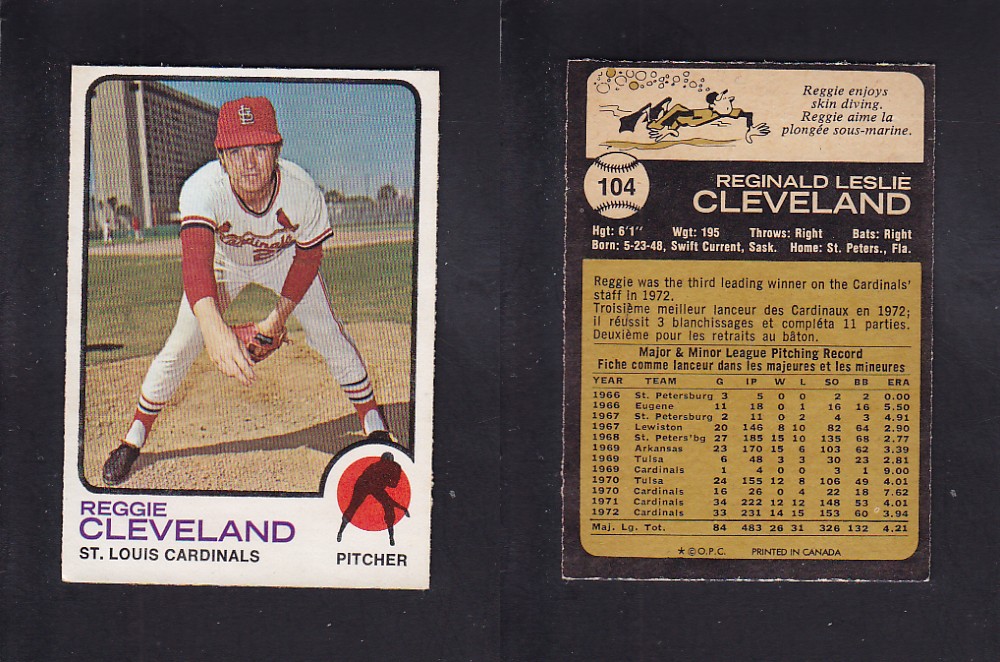 StL
Cardinals
REGGIE
CLEVELAND
ST. LOUIS CARDINALS
PITCHER
Reggie enjoys
skin diving.
Reggie aime la
plongée sous-marine.
104
REGINALD LESLIE
CLEVELAND
Hgt: 6'1" Wgt: 195 Throws: Right Bats: Right
Born: 5-23-48, Swift Current, Sask. Home: St. Peters., Fla.
Reggie was the third leading winner on the Cardinals'
staff in 1972.
Troisième meilleur lanceur des Cardinaux en 1972;
il réussit 3 blanchissages et compléta 11 parties.
Deuxième pour les retraits au bâton.
Major & Minor League Pitching Record
Fiche comme lanceur dans les majeures et les mineures
YEAR TEAM G IP W L SO BB ERA
1966 St. Petersburg 3 5 0 0 2 2 0.00
1966 Eugene 11 18 0 1 16 16 5.50
1967 St. Petersburg 2 11 0 2 4 3 4.91
1967 Lewiston 20 146 8 10 82 64 2.90
1968 St. Peters'bg 27 185 15 10 135 68 2.77
1969 Arkansas 23 170 15 6 103 62 3.39
1969 Tulsa 6 48 3 3 30 23 2.81
1969 Cardinals 1 4 0 0 3 1 9.00
1970 Tulsa 24 155 12 8 106 49 4.01
1970 Cardinals 16 26 0 4 22 18 7.62
1971 Cardinals 34 222 12 12 148 53 4.01
1972 Cardinals 33 231 14 15 153 60 3.94
Maj. Lg. Tot. 84 483 26 31 326 132 4.21
★ © O.P.C. PRINTED IN CANADA